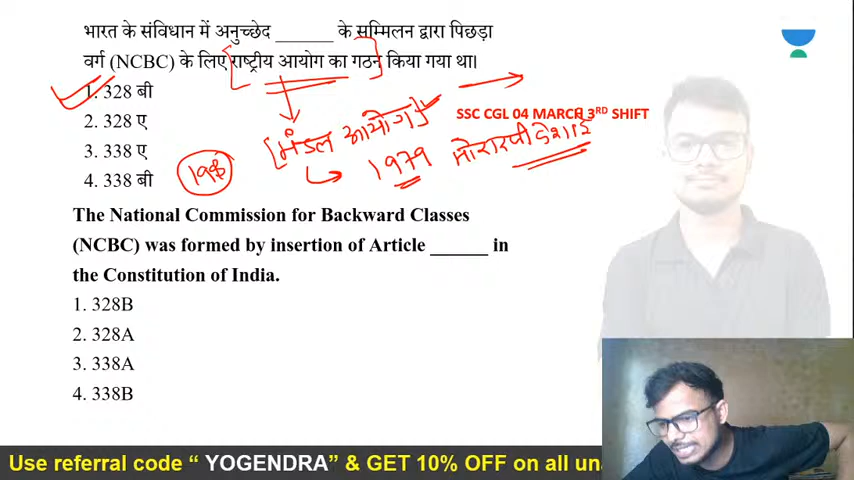 भारत के संविधान में अनुच्छेद ______ के सम्मिलन द्वारा पिछड़ा
वर्ग (NCBC) के लिए राष्ट्रीय आयोग का गठन किया गया था।
1. 328 बी
2. 328 ए
3. 338 ए
4. 338 बी
SSC CGL 04 MARCH 3RD SHIFT
मंडल आयोग
1979 मोरारजी देशाई
The National Commission for Backward Classes
(NCBC) was formed by insertion of Article ______ in
the Constitution of India.
1. 328B
2. 328A
3. 338A
4. 338B
Use referral code “ YOGENDRA” & GET 10% OFF on all una